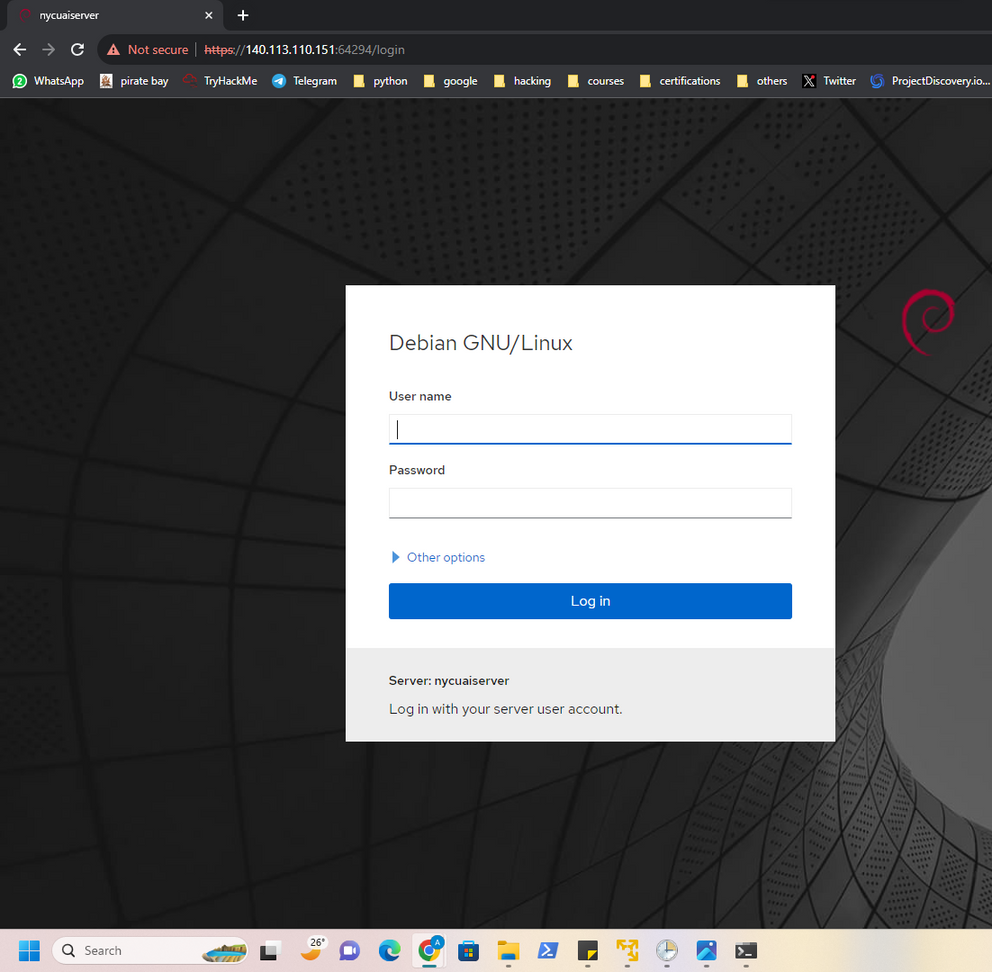 nycuaiserver
Not secure https://140.113.110.151:64294/login
WhatsApp pirate bay TryHackMe Telegram python google hacking courses certifications others Twitter ProjectDiscovery.io...
Debian GNU/Linux
User name
Password
Other options
Log in
Server: nycuaiserver
Log in with your server user account.
Search
26°
A